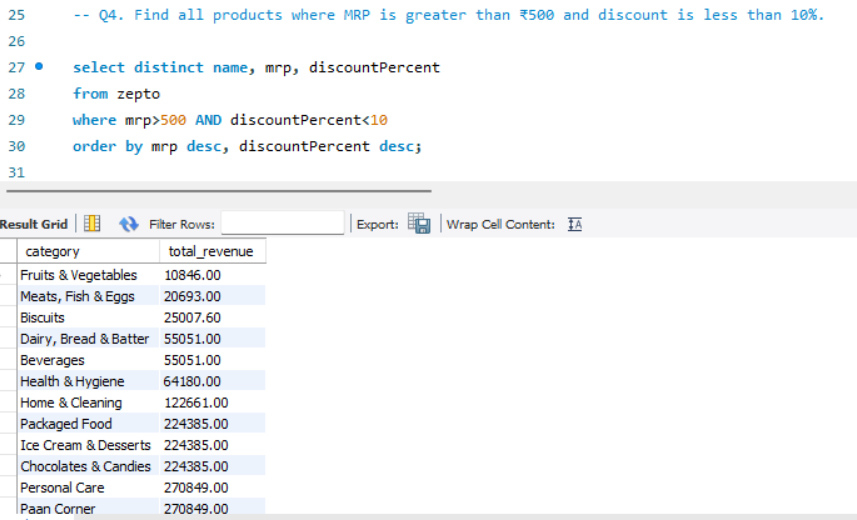 25 -- Q4. Find all products where MRP is greater than ₹500 and discount is less than 10%.
26
27 select distinct name, mrp, discountPercent
28 from zepto
29 where mrp>500 AND discountPercent<10
30 order by mrp desc, discountPercent desc;
31
Result Grid Filter Rows: Export: Wrap Cell Content: IA
category total_revenue
Fruits & Vegetables 10846.00
Meats, Fish & Eggs 20693.00
Biscuits 25007.60
Dairy, Bread & Batter 55051.00
Beverages 55051.00
Health & Hygiene 64180.00
Home & Cleaning 122661.00
Packaged Food 224385.00
Ice Cream & Desserts 224385.00
Chocolates & Candies 224385.00
Personal Care 270849.00
Paan Corner 270849.00